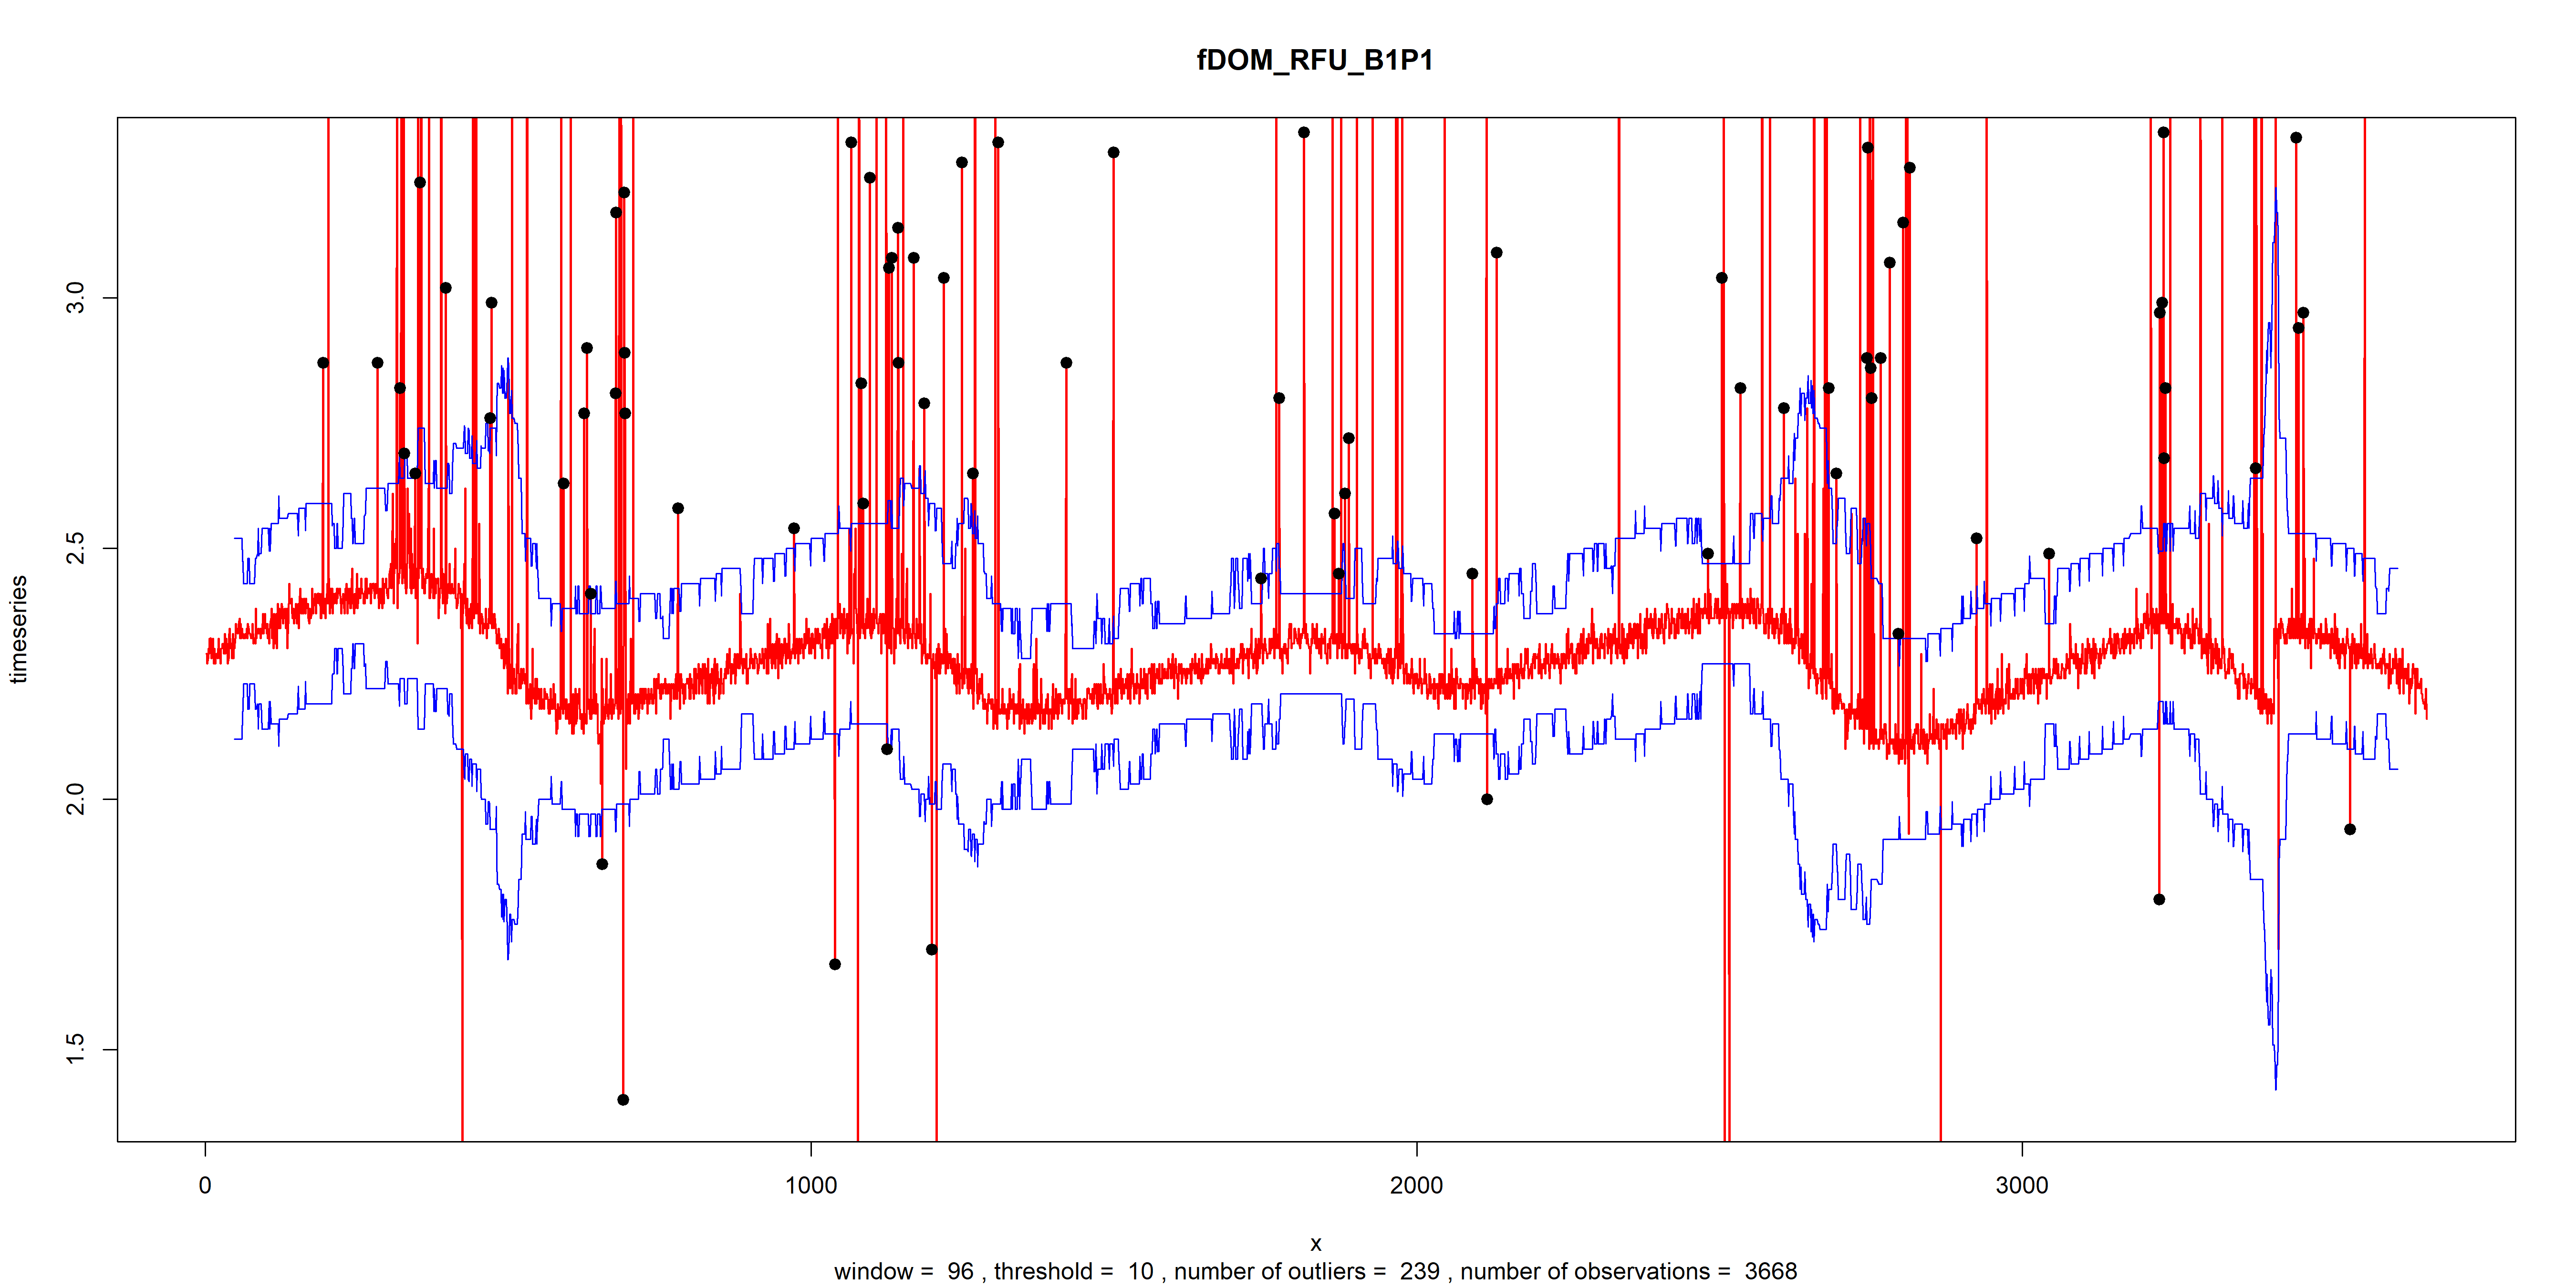 fDOM_RFU_B1P1
timeseries
3.0
2.5
2.0
1.5
0 1000 2000 3000
x
window = 96 , threshold = 10 , number of outliers = 239 , number of observations = 3668